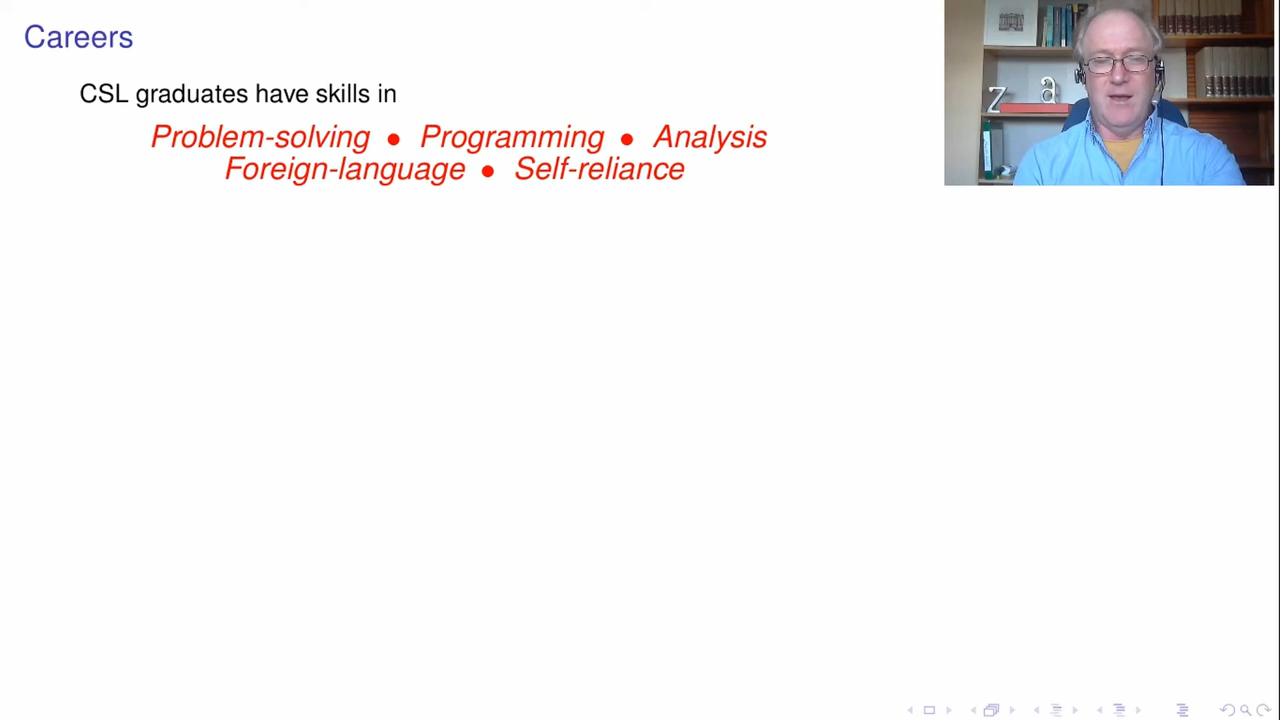 Careers
CSL graduates have skills in
Problem-solving • Programming • Analysis
Foreign-language • Self-reliance
z a